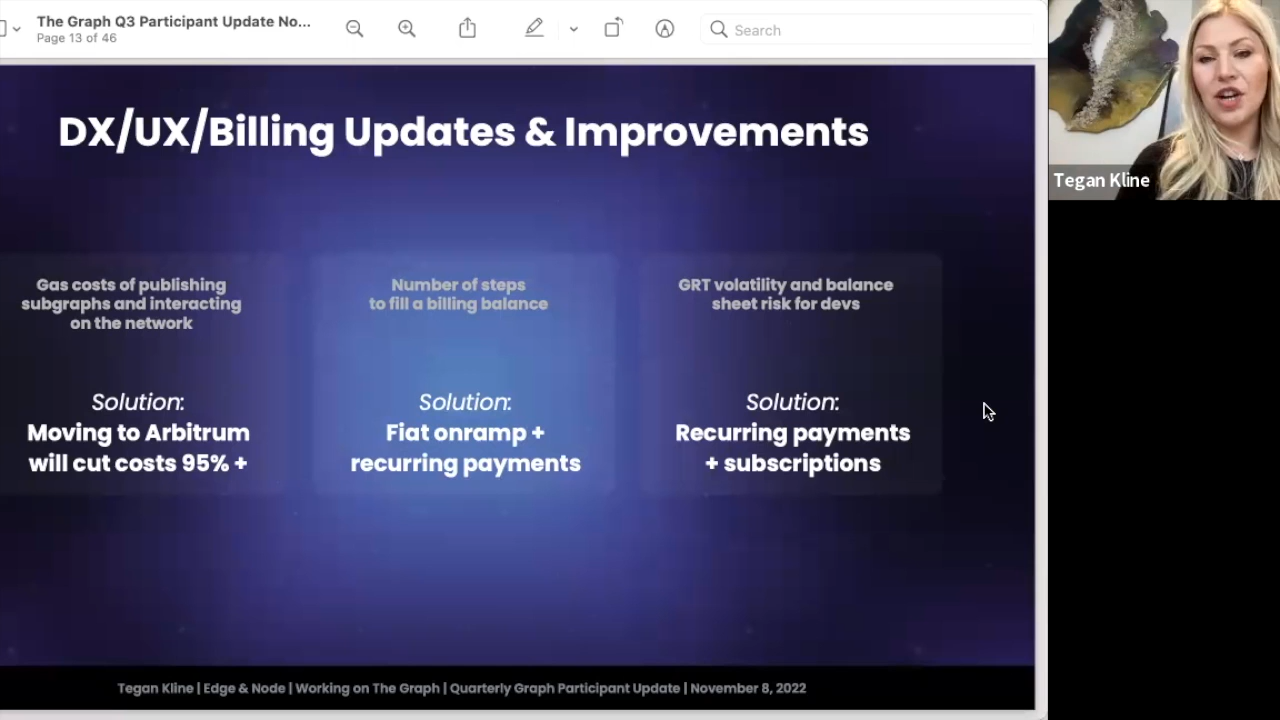 The Graph Q3 Participant Update No...
Page 13 of 46
Search
Tegan Kline
DX/UX/Billing Updates & Improvements
Gas costs of publishing
subgraphs and interacting
on the network
Solution:
Moving to Arbitrum
will cut costs 95% +
Number of steps
to fill a billing balance
Solution:
Fiat onramp +
recurring payments
GRT volatility and balance
sheet risk for devs
Solution:
Recurring payments
+ subscriptions
Tegan Kline | Edge & Node | Working on The Graph | Quarterly Graph Participant Update | November 8, 2022